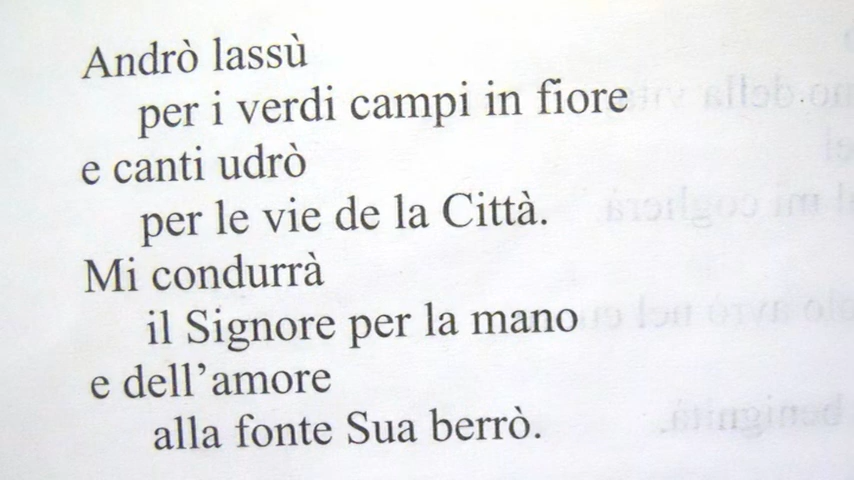 Andrò lassù
per i verdi campi in fiore
e canti udrò
per le vie de la Città.
Mi condurrà
il Signore per la mano
e dell'amore
alla fonte Sua berrò.